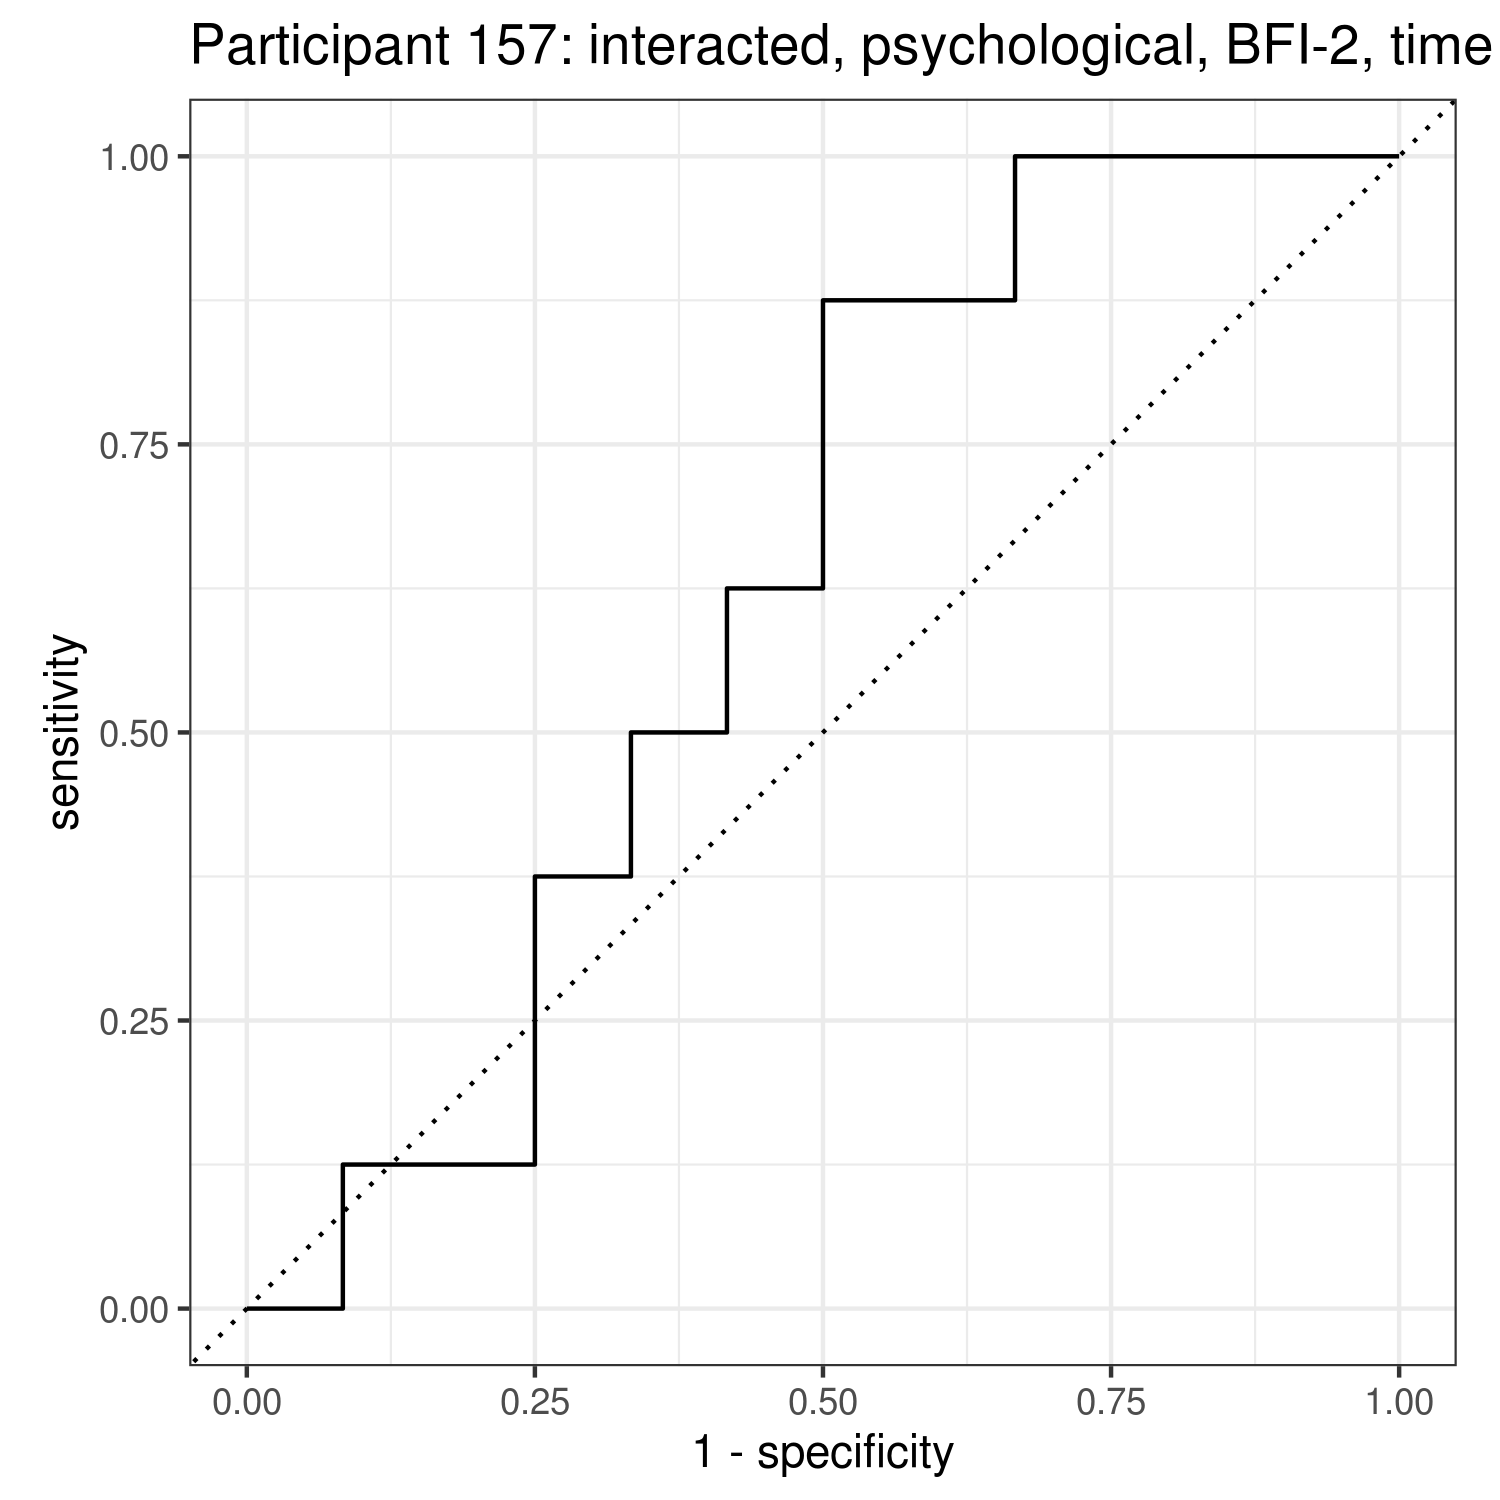 Participant 157: interacted, psychological, BFI-2, time
1.00
0.75
0.50
0.25
0.00
sensitivity
0.00 0.25 0.50 0.75 1.00
1 - specificity